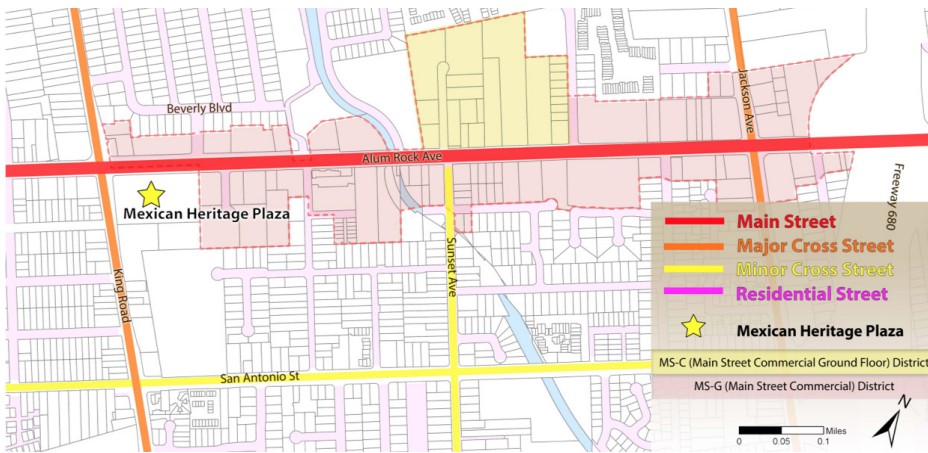 Beverly Blvd
Jackson Ave
Alum Rock Ave
Mexican Heritage Plaza
Freeway 680
King Road
Sunset Ave
San Antonio St
Main Street
Major Cross Street
Minor Cross Street
Residential Street
Mexican Heritage Plaza
MS-C (Main Street Commercial Ground Floor) District
MS-G (Main Street Commercial) District
N
Miles
0 0.05 0.1